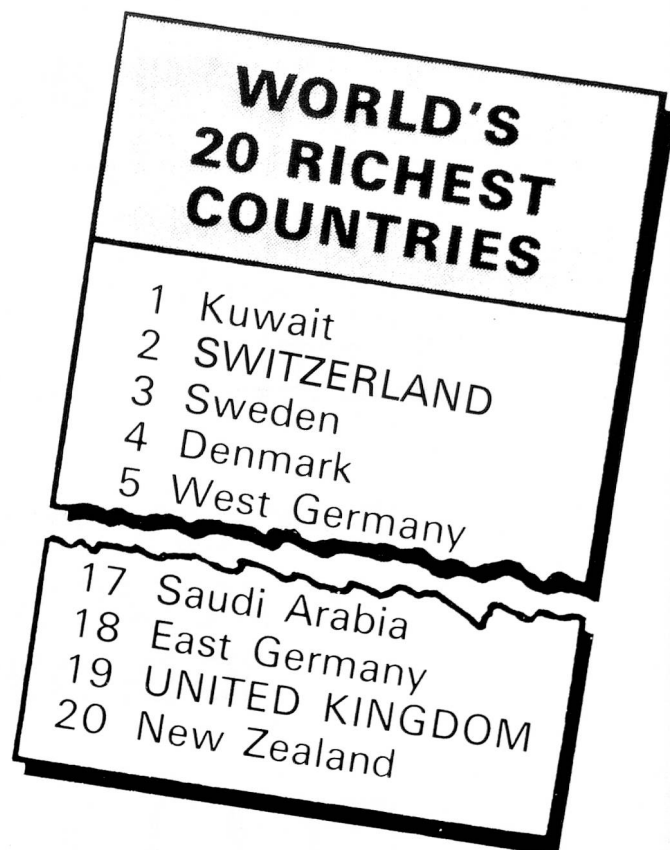 WORLD'S
20 RICHEST
COUNTRIES
1 Kuwait
2 SWITZERLAND
3 Sweden
4 Denmark
5 West Germany
17 Saudi Arabia
18 East Germany
19 UNITED KINGDOM
20 New Zealand